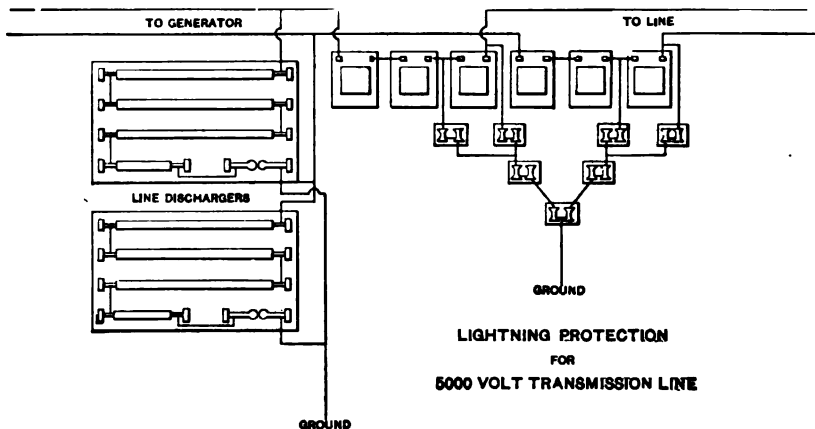 TO GENERATOR
TO LINE
LINE DISCHARGERS
GROUND
LIGHTNING PROTECTION
FOR
5000 VOLT TRANSMISSION LINE
GROUND